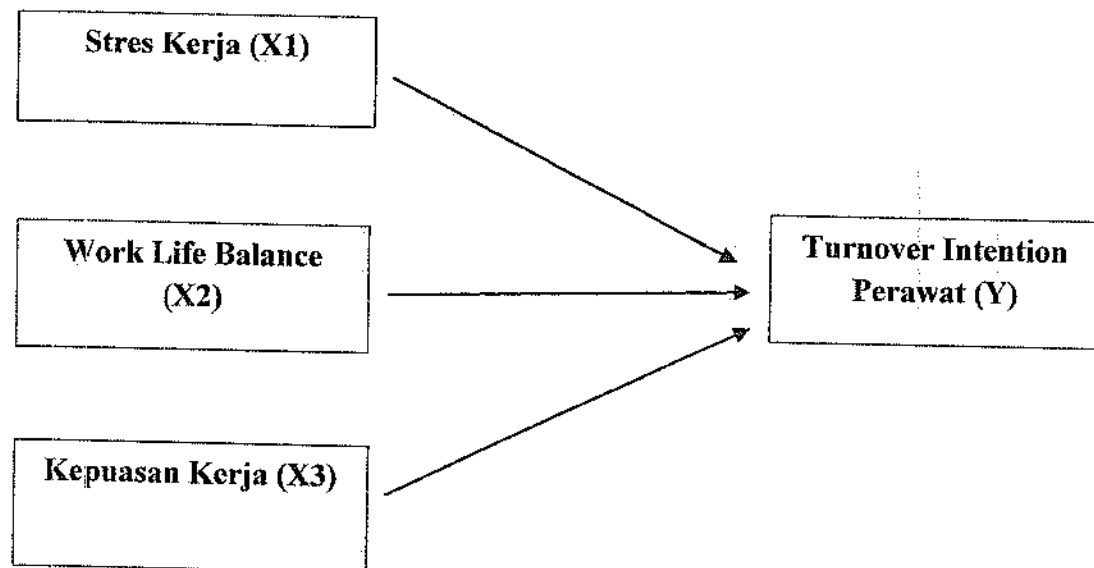 Stres Kerja (X1)
Work Life Balance
(X2)
Turnover Intention
Perawat (Y)
Kepuasan Kerja (X3)